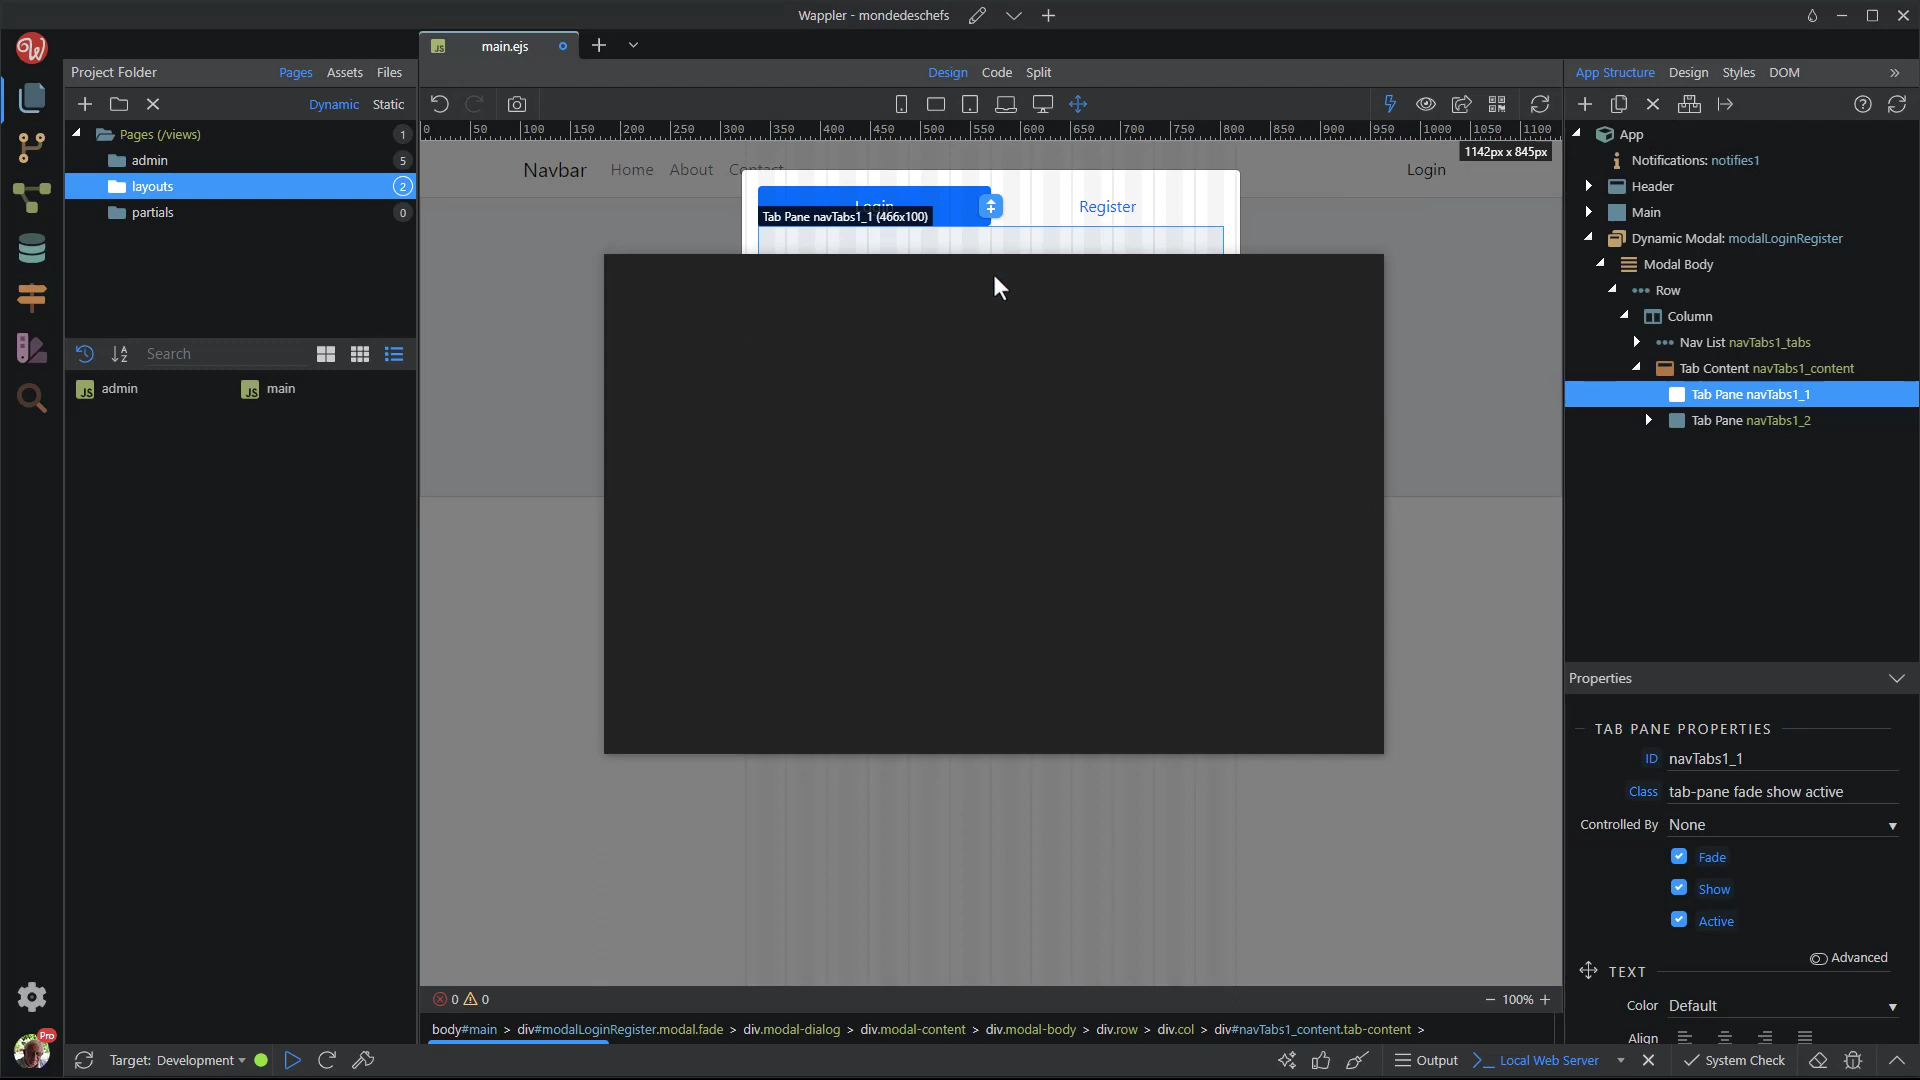 Wappler - mondedeschefs
main.ejs
Project Folder
Pages
Assets
Files
Design
Code
Split
App Structure
Design
Styles
DOM
Dynamic
Static
Pages (/views)
1
admin
5
layouts
2
partials
0
Search
admin
main
0 50 100 150 200 250 300 350 400 450 500 550 600 650 700 750 800 850 900 950 1000 1050 1100
1142px x 845px
Navbar
Home
About
Contact
Login
Login
Register
Tab Pane navTabs1_1 (466x100)
App
Notifications: notifies1
Header
Main
Dynamic Modal: modalLoginRegister
Modal Body
Row
Column
Nav List navTabs1_tabs
Tab Content navTabs1_content
Tab Pane navTabs1_1
Tab Pane navTabs1_2
Properties
TAB PANE PROPERTIES
ID
navTabs1_1
Class
tab-pane fade show active
Controlled By
None
Fade
Show
Active
Advanced
TEXT
Color
Default
Align
0
0
100%
body#main > div#modalLoginRegister.modal.fade > div.modal-dialog > div.modal-content > div.modal-body > div.row > div.col > div#navTabs1_content.tab-content >
Pro
Target: Development
Output
Local Web Server
System Check